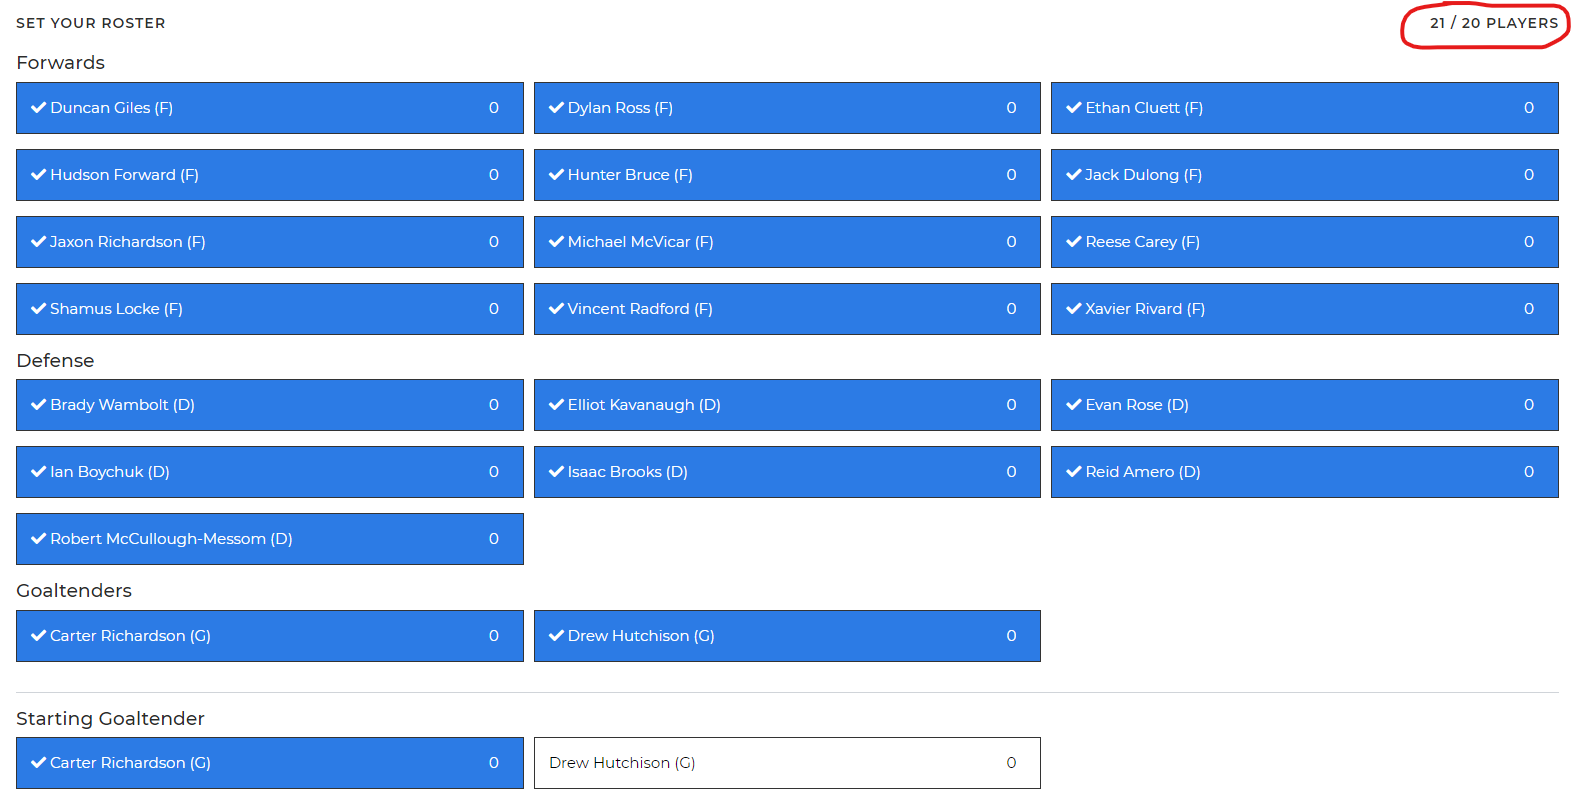 SET YOUR ROSTER 21 / 20 PLAYERS
Forwards
Duncan Giles (F) 0 Dylan Ross (F) 0 Ethan Cluett (F) 0
Hudson Forward (F) 0 Hunter Bruce (F) 0 Jack Dulong (F) 0
Jaxon Richardson (F) 0 Michael McVicar (F) 0 Reese Carey (F) 0
Shamus Locke (F) 0 Vincent Radford (F) 0 Xavier Rivard (F) 0
Defense
Brady Wambolt (D) 0 Elliot Kavanaugh (D) 0 Evan Rose (D) 0
Ian Boychuk (D) 0 Isaac Brooks (D) 0 Reid Amero (D) 0
Robert McCullough-Messom (D) 0
Goaltenders
Carter Richardson (G) 0 Drew Hutchison (G) 0
Starting Goaltender
Carter Richardson (G) 0 Drew Hutchison (G) 0